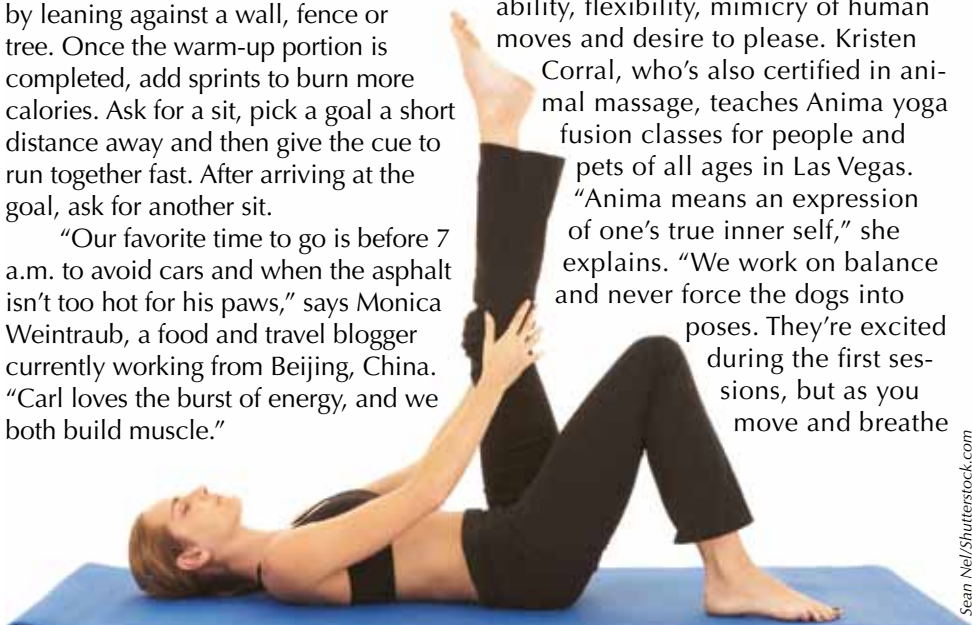 by leaning against a wall, fence or
tree. Once the warm-up portion is
completed, add sprints to burn more
calories. Ask for a sit, pick a goal a short
distance away and then give the cue to
run together fast. After arriving at the
goal, ask for another sit.
“Our favorite time to go is before 7
a.m. to avoid cars and when the asphalt
isn’t too hot for his paws,” says Monica
Weintraub, a food and travel blogger
currently working from Beijing, China.
“Carl loves the burst of energy, and we
both build muscle.”
ability, flexibility, mimicry of human
moves and desire to please. Kristen
Corral, who’s also certified in ani-
mal massage, teaches Anima yoga
fusion classes for people and
pets of all ages in Las Vegas.
“Anima means an expression
of one’s true inner self,” she
explains. “We work on balance
and never force the dogs into
poses. They’re excited
during the first ses-
sions, but as you
move and breathe
Sean Nel/Shutterstock.com